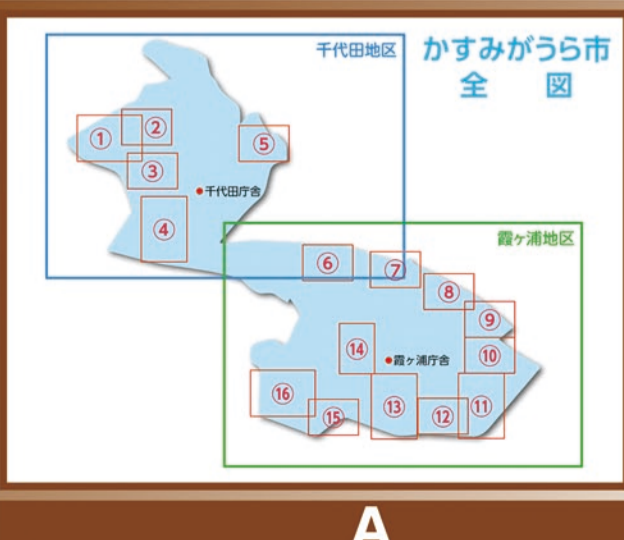 かすみがうら市
全 図
千代田地区
①
②
③
④
⑤
千代田庁舎
霞ヶ浦地区
⑥
⑦
⑧
⑨
⑩
⑭
霞ヶ浦庁舎
⑯
⑮
⑬
⑫
⑪
A